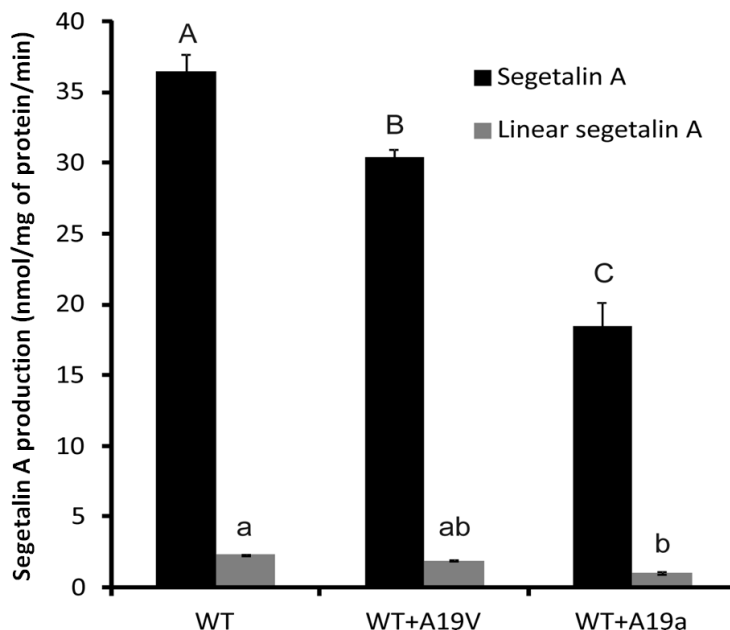 Segetalin A production (nmol/mg of protein/min)
40
35
30
25
20
15
10
5
0
A
B
C
a
ab
b
Segetalin A
Linear segetalin A
WT
WT+A19V
WT+A19a